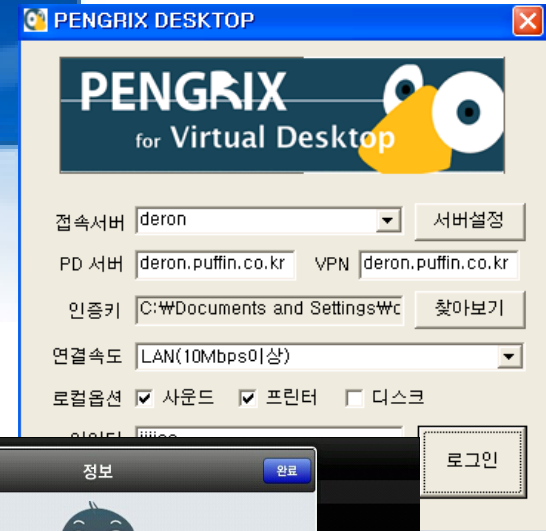 PENGRIX DESKTOP
PENGRIX
for Virtual Desktop
접속서버 deron 서버설정
PD 서버 deron.puffin.co.kr VPN deron.puffin.co.kr
인증키 C:₩Documents and Settings₩c 찾아보기
연결속도 LAN(10Mbps이상)
로컬옵션 사운드 프린터 디스크
로그인
정보 완료